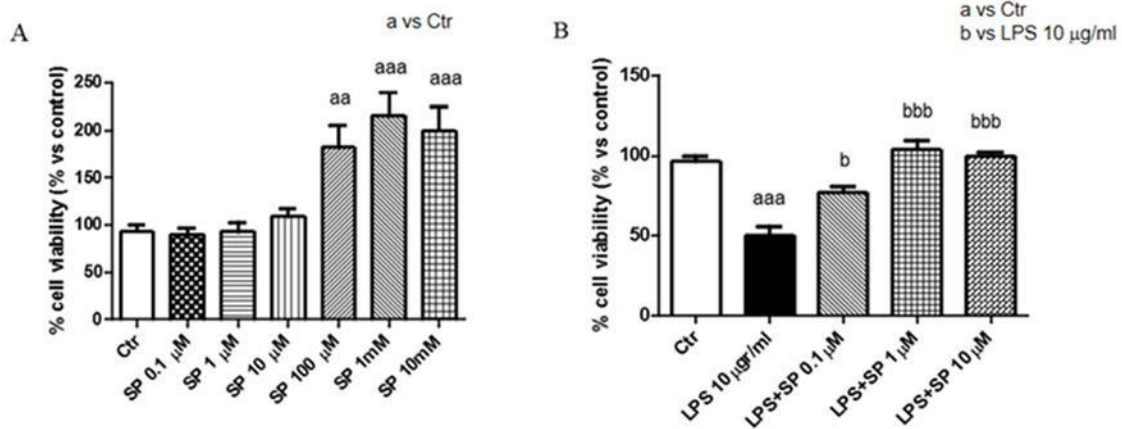 A
a vs Ctr
% cell viability (% vs control)
250
200
150
100
50
0
aa
aaa
aaa
Ctr
SP 0.1 μM
SP 1 μM
SP 10 μM
SP 100 μM
SP 1mM
SP 10mM
B
a vs Ctr
b vs LPS 10 μg/ml
% cell viability (% vs control)
150
100
50
0
aaa
b
bbb
bbb
Ctr
LPS 10 μgr/ml
LPS+SP 0.1 μM
LPS+SP 1 μM
LPS+SP 10 μM